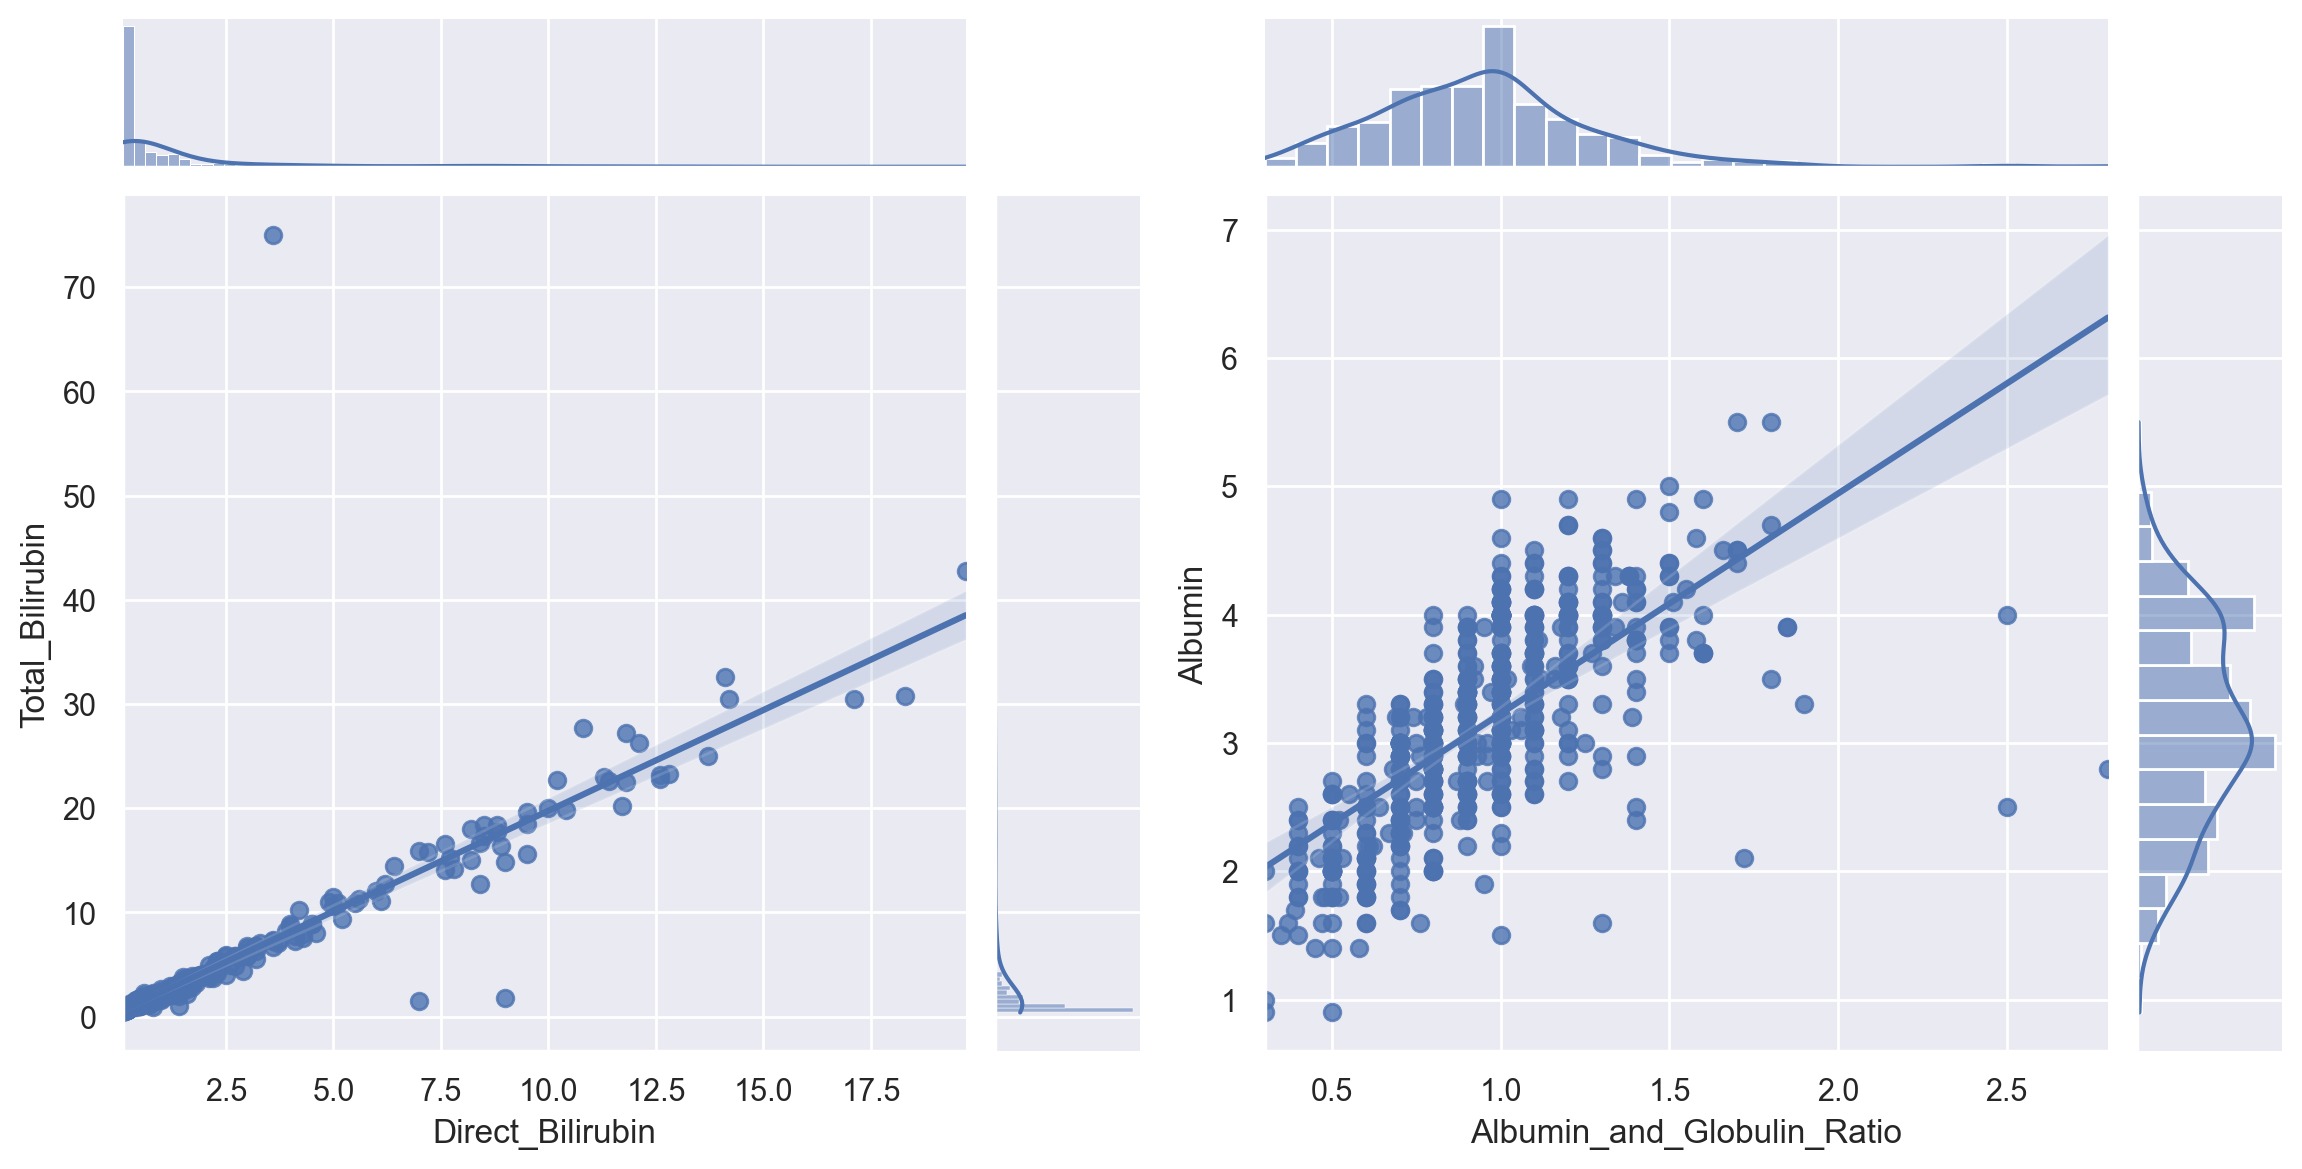 70
60
50
40
30
20
10
0
Total_Bilirubin
2.5 5.0 7.5 10.0 12.5 15.0 17.5
Direct_Bilirubin
7
6
5
4
3
2
1
Albumin
0.5 1.0 1.5 2.0 2.5
Albumin_and_Globulin_Ratio